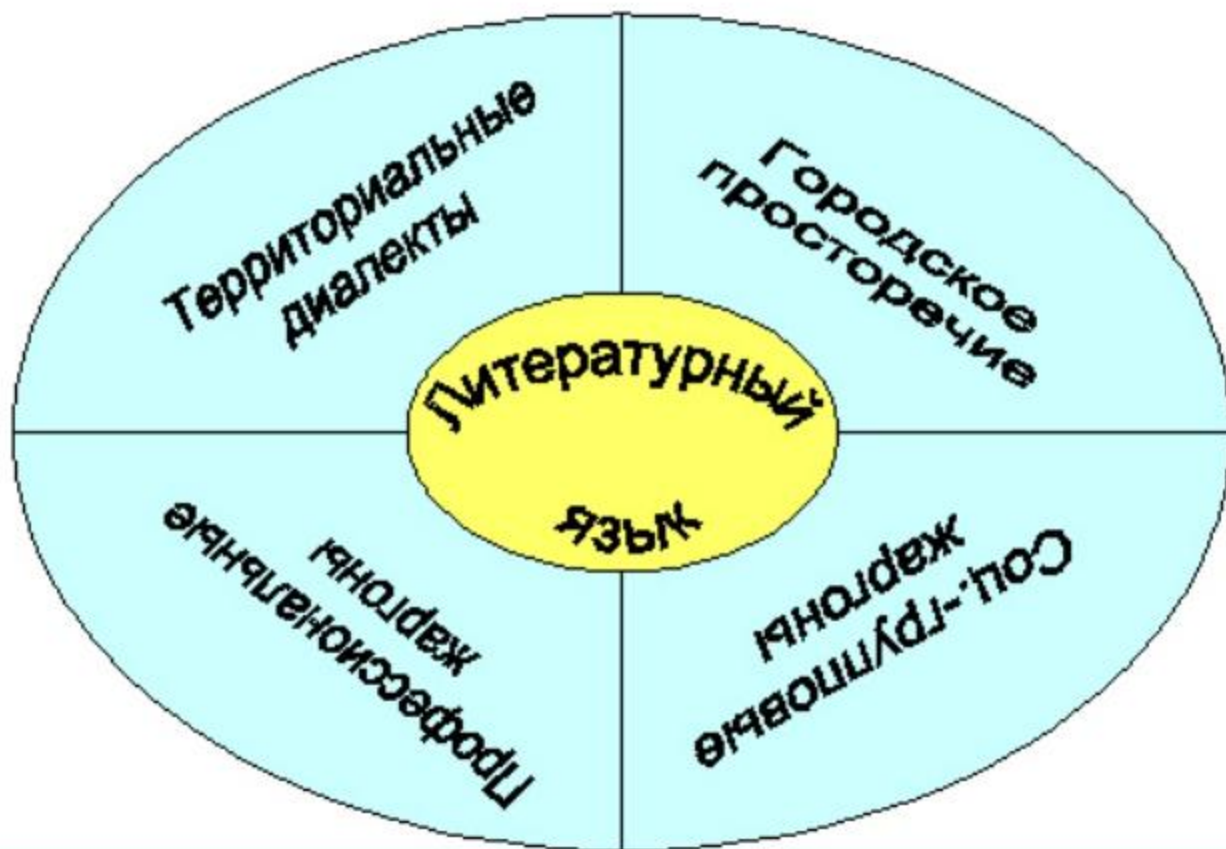 Территориальные
диалекты
Городское
просторечие
Литературный
язык
Профессиональные
жаргоны
Соц.-групповые
жаргоны